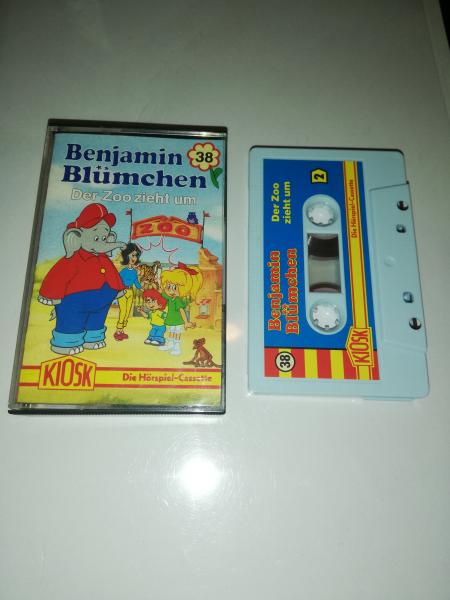 Benjamin
Blümchen
38
Der Zoo zieht um
ZOO
KIOSK
Die Hörspiel-Cassette
38
Benjamin
Blümchen
Der Zoo
zieht um
2
KIOSK
Die Hörspiel-Cassette